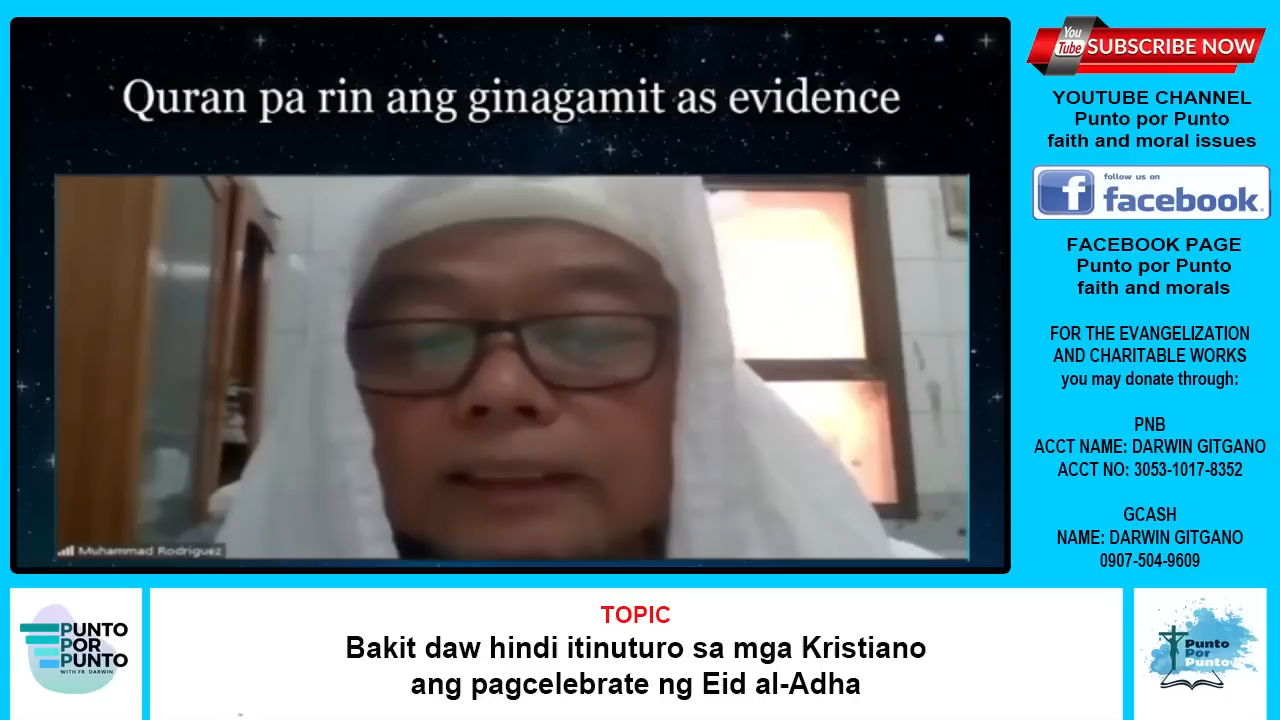 Quran pa rin ang ginagamit as evidence
Muhammad Rodriguez
You
Tube
SUBSCRIBE NOW
YOUTUBE CHANNEL
Punto por Punto
faith and moral issues
f
follow us on
facebook.
FACEBOOK PAGE
Punto por Punto
faith and morals
FOR THE EVANGELIZATION
AND CHARITABLE WORKS
you may donate through:
PNB
ACCT NAME: DARWIN GITGANO
ACCT NO: 3053-1017-8352
GCASH
NAME: DARWIN GITGANO
0907-504-9609
PUNTO
POR
PUNTO
WITH FR. DARWIN
TOPIC
Bakit daw hindi itinuturo sa mga Kristiano
ang pagcelebrate ng Eid al-Adha
Punto
Por
Punto